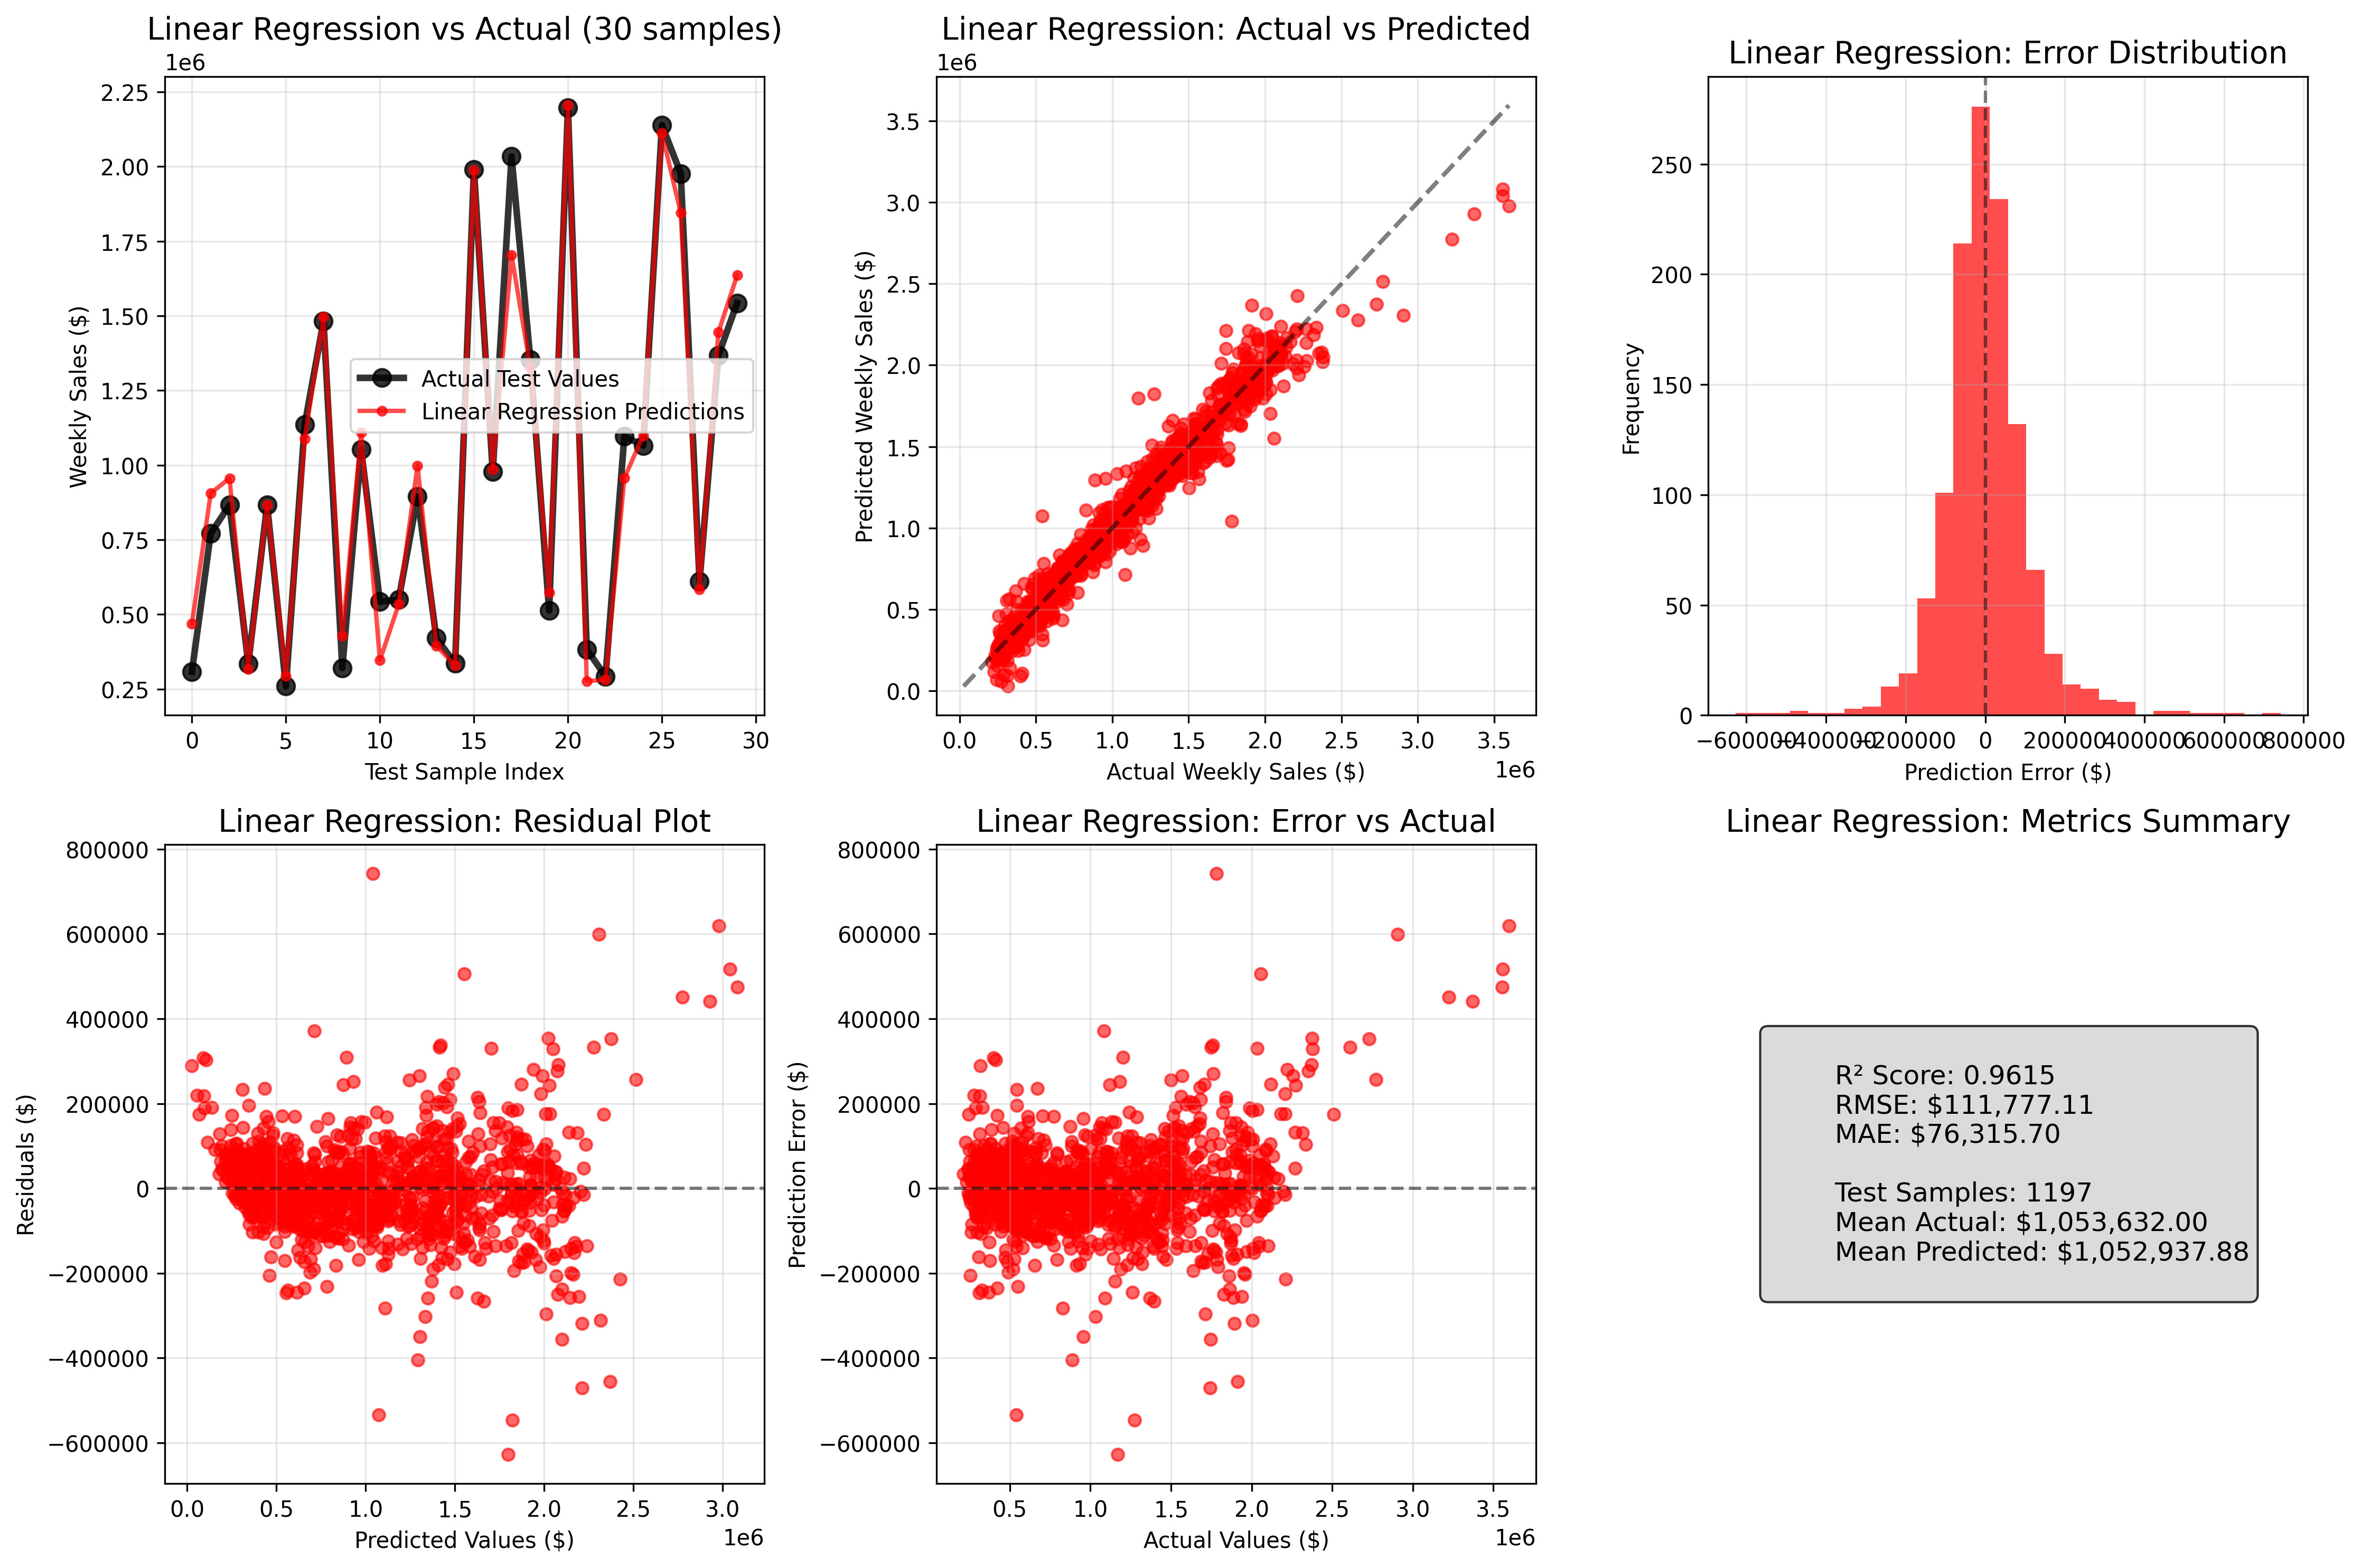 Linear Regression vs Actual (30 samples)
1e6
2.25
2.00
1.75
1.50
1.25
1.00
0.75
0.50
0.25
Weekly Sales ($)
Actual Test Values
Linear Regression Predictions
0 5 10 15 20 25 30
Test Sample Index
Linear Regression: Actual vs Predicted
1e6
3.5
3.0
2.5
2.0
1.5
1.0
0.5
0.0
Predicted Weekly Sales ($)
0.0 0.5 1.0 1.5 2.0 2.5 3.0 3.5
1e6
Actual Weekly Sales ($)
Linear Regression: Error Distribution
250
200
150
100
50
0
Frequency
−600000 −400000 −200000 0 200000 400000 600000 800000
Prediction Error ($)
Linear Regression: Residual Plot
800000
600000
400000
200000
0
−200000
−400000
−600000
Residuals ($)
0.0 0.5 1.0 1.5 2.0 2.5 3.0
1e6
Predicted Values ($)
Linear Regression: Error vs Actual
800000
600000
400000
200000
0
−200000
−400000
−600000
Prediction Error ($)
0.5 1.0 1.5 2.0 2.5 3.0 3.5
1e6
Actual Values ($)
Linear Regression: Metrics Summary
R² Score: 0.9615
RMSE: $111,777.11
MAE: $76,315.70
Test Samples: 1197
Mean Actual: $1,053,632.00
Mean Predicted: $1,052,937.88